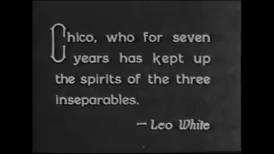 Chico, who for seven
years has kept up
the spirits of the three
inseparables.
— Leo White